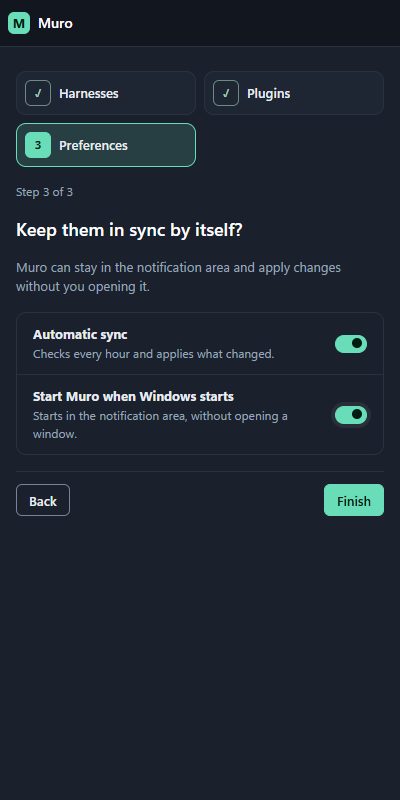 M Muro
✓ Harnesses
✓ Plugins
3 Preferences
Step 3 of 3
Keep them in sync by itself?
Muro can stay in the notification area and apply changes
without you opening it.
Automatic sync
Checks every hour and applies what changed.
Start Muro when Windows starts
Starts in the notification area, without opening a
window.
Back
Finish